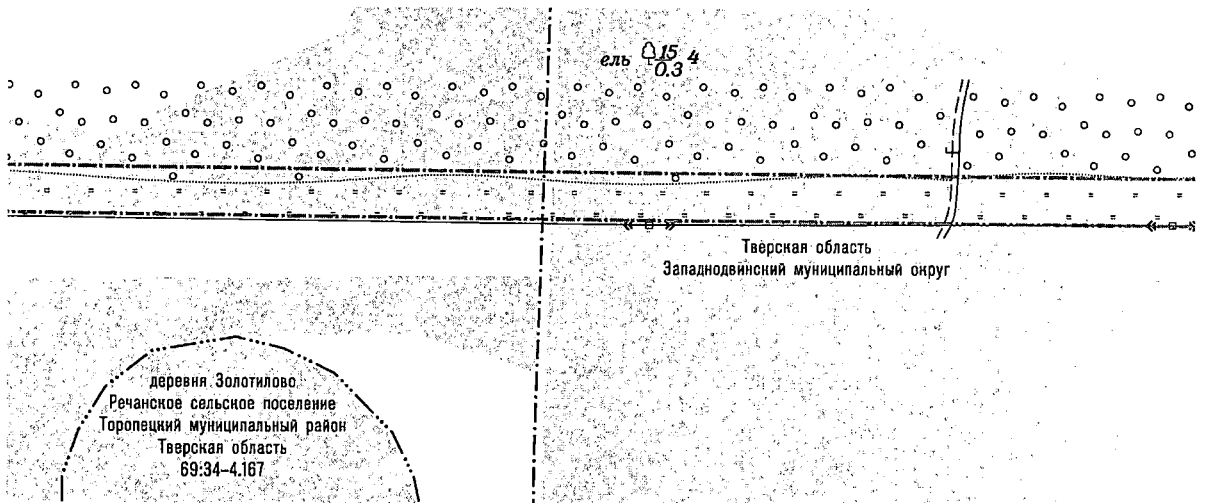 ель 15 4
0.3
Тверская область
Западнодвинский муниципальный округ
деревня Золотилово
Речанское сельское поселение
Торопецкий муниципальный район
Тверская область
69:34-4.167